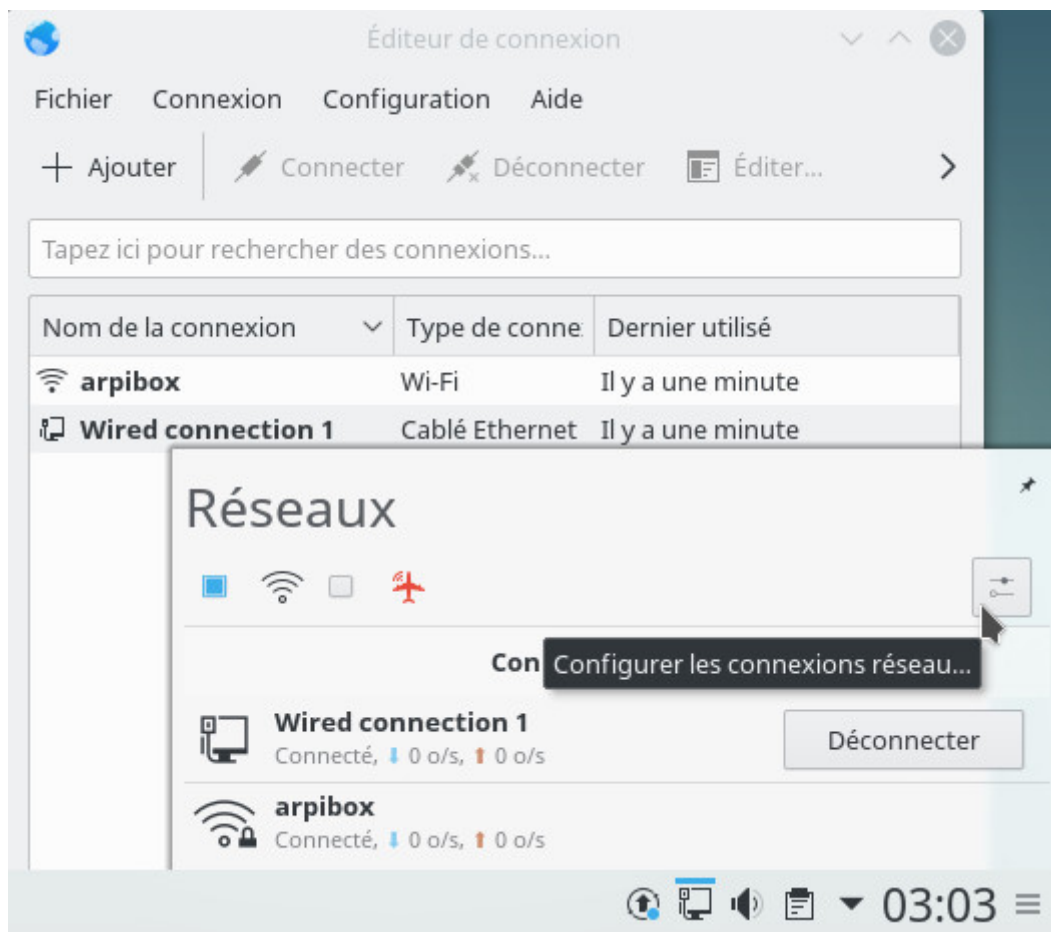 Éditeur de connexion
Fichier Connexion Configuration Aide
Ajouter Connecter Déconnecter Éditer...
Tapez ici pour rechercher des connexions...
Nom de la connexion Type de conne Dernier utilisé
arpibox Wi-Fi Il y a une minute
Wired connection 1 Cablé Ethernet Il y a une minute
Réseaux
Con
Configurer les connexions réseau...
Wired connection 1
Connecté, ⬇ 0 o/s, ⬆ 0 o/s
Déconnecter
arpibox
Connecté, ⬇ 0 o/s, ⬆ 0 o/s
03:03